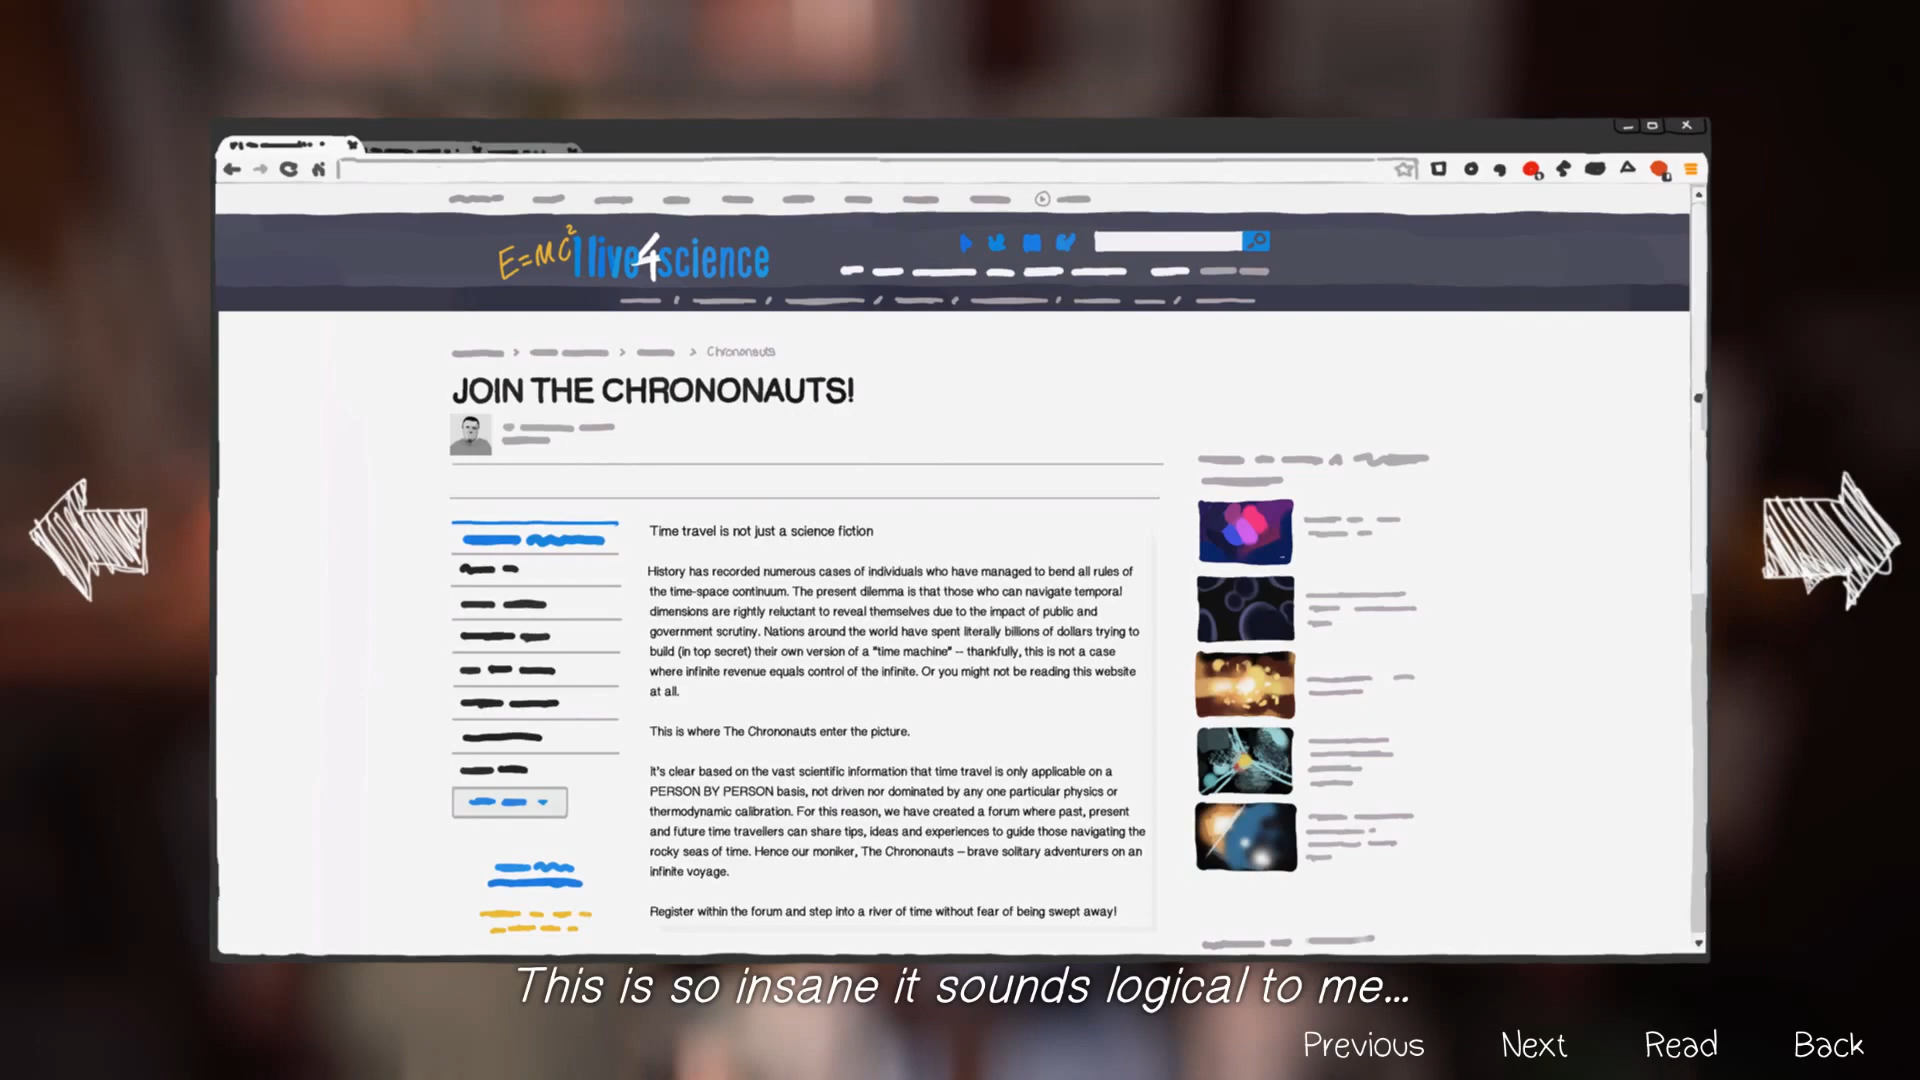 E=MC²
I live4science
Chrononauts
JOIN THE CHRONONAUTS!
Time travel is not just a science fiction
History has recorded numerous cases of individuals who have managed to bend all rules of
the time-space continuum. The present dilemma is that those who can navigate temporal
dimensions are rightly reluctant to reveal themselves due to the impact of public and
government scrutiny. Nations around the world have spent literally billions of dollars trying to
build (in top secret) their own version of a "time machine" -- thankfully, this is not a case
where infinite revenue equals control of the infinite. Or you might not be reading this website
at all.
This is where The Chrononauts enter the picture.
It's clear based on the vast scientific information that time travel is only applicable on a
PERSON BY PERSON basis, not driven nor dominated by any one particular physics or
thermodynamic calibration. For this reason, we have created a forum where past, present
and future time travellers can share tips, ideas and experiences to guide those navigating the
rocky seas of time. Hence our moniker, The Chrononauts – brave solitary adventurers on an
infinite voyage.
Register within the forum and step into a river of time without fear of being swept away!
This is so insane it sounds logical to me...
Previous Next Read Back